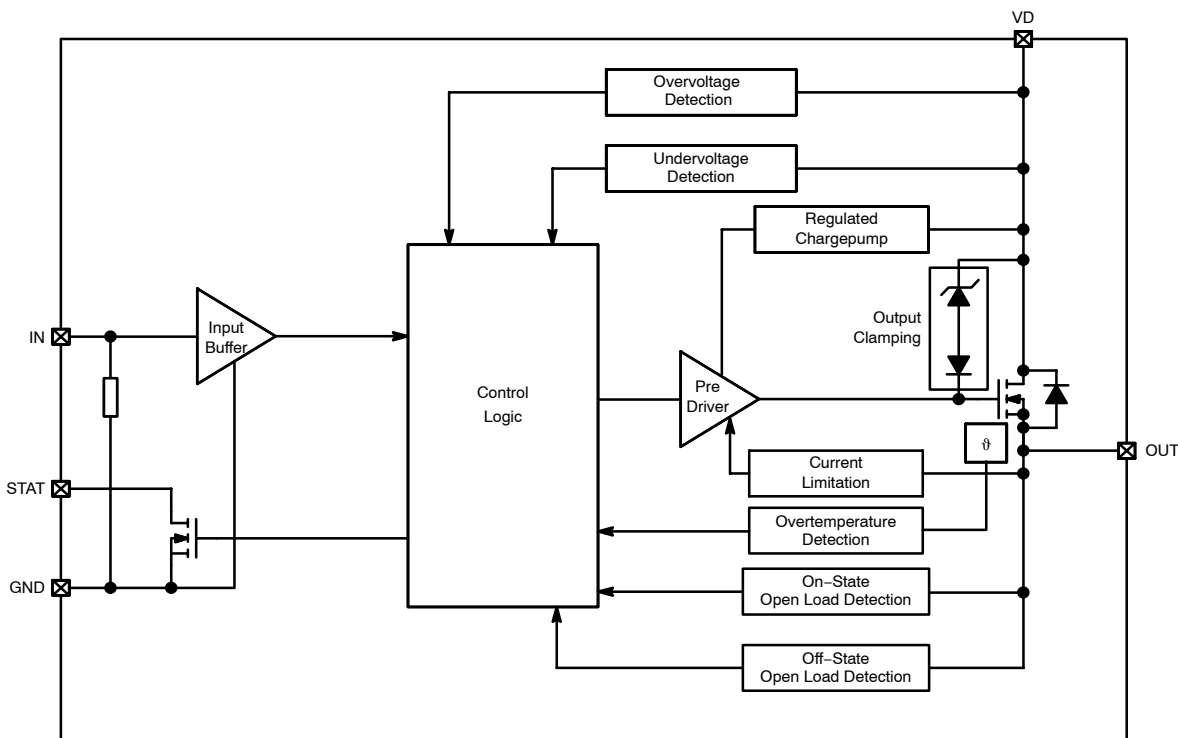 VD
Overvoltage
Detection
Undervoltage
Detection
Regulated
Chargepump
Output
Clamping
IN
Input
Buffer
Control
Logic
Pre
Driver
ϑ
OUT
Current
Limitation
STAT
Overtemperature
Detection
GND
On−State
Open Load Detection
Off−State
Open Load Detection